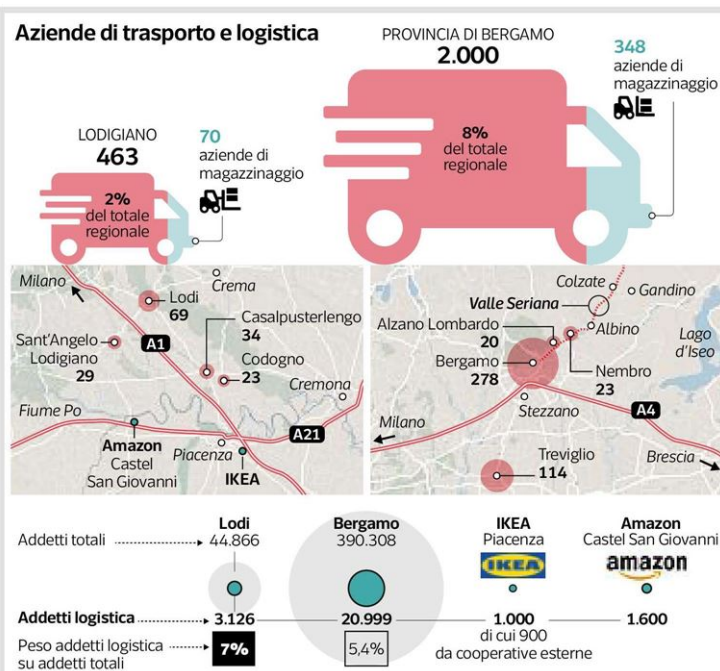 Aziende di trasporto e logistica
LODIGIANO
463
2%
del totale
regionale
70
aziende di
magazzinaggio
PROVINCIA DI BERGAMO
2.000
8%
del totale
regionale
348
aziende di
magazzinaggio
Milano
Crema
Lodi
69
Sant'Angelo
Lodigiano
29
A1
Casalpusterlengo
34
Codogno
23
Cremona
Fiume Po
A21
Amazon
Castel
San Giovanni
Piacenza
IKEA
Colzate
Gandino
Valle Seriana
Albino
Alzano Lombardo
20
Bergamo
278
Nembro
23
Lago
d'Iseo
Stezzano
A4
Milano
Brescia
Treviglio
114
Lodi
Bergamo
IKEA
Piacenza
Amazon
Castel San Giovanni
Addetti totali
44.866
390.308
IKEA
amazon
Addetti logistica
3.126
20.999
1.000
di cui 900
da cooperative esterne
1.600
Peso addetti logistica
su addetti totali
7%
5,4%